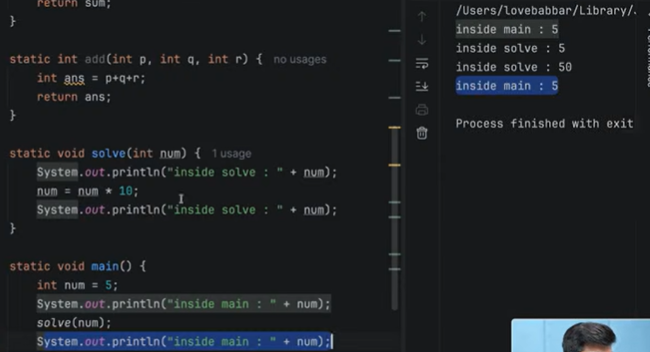 return sum;
}
static int add(int p, int q, int r) { no usages
int ans = p+q+r;
return ans;
}
static void solve(int num) { 1 usage
System.out.println("inside solve : " + num);
num = num * 10;
System.out.println("inside solve : " + num);
}
static void main() {
int num = 5;
System.out.println("inside main : " + num);
solve(num);
System.out.println("inside main : " + num);
/Users/lovebabbar/Library/
inside main : 5
inside solve : 5
inside solve : 50
inside main : 5
Process finished with exit